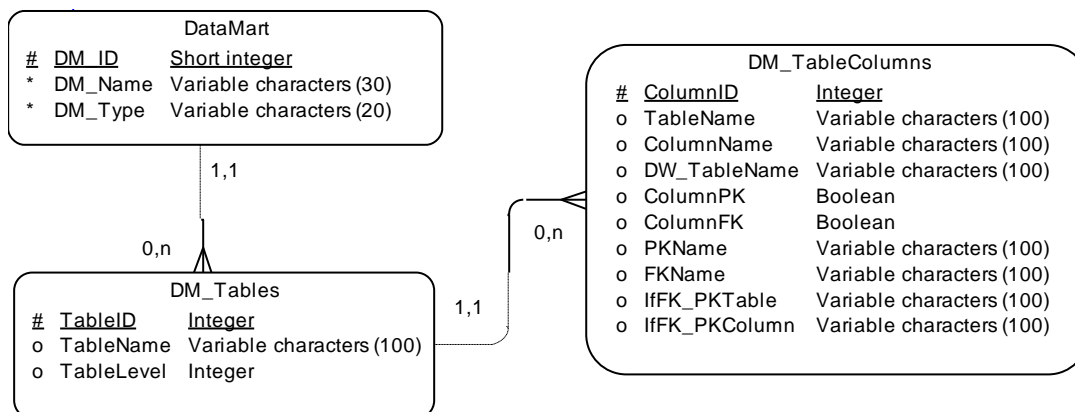 DataMart
# DM_ID Short integer
* DM_Name Variable characters (30)
* DM_Type Variable characters (20)
1,1
0,n
DM_Tables
# TableID Integer
o TableName Variable characters (100)
o TableLevel Integer
1,1
0,n
DM_TableColumns
# ColumnID Integer
o TableName Variable characters (100)
o ColumnName Variable characters (100)
o DW_TableName Variable characters (100)
o ColumnPK Boolean
o ColumnFK Boolean
o PKName Variable characters (100)
o FKName Variable characters (100)
o IfFK_PKTable Variable characters (100)
o IfFK_PKColumn Variable characters (100)